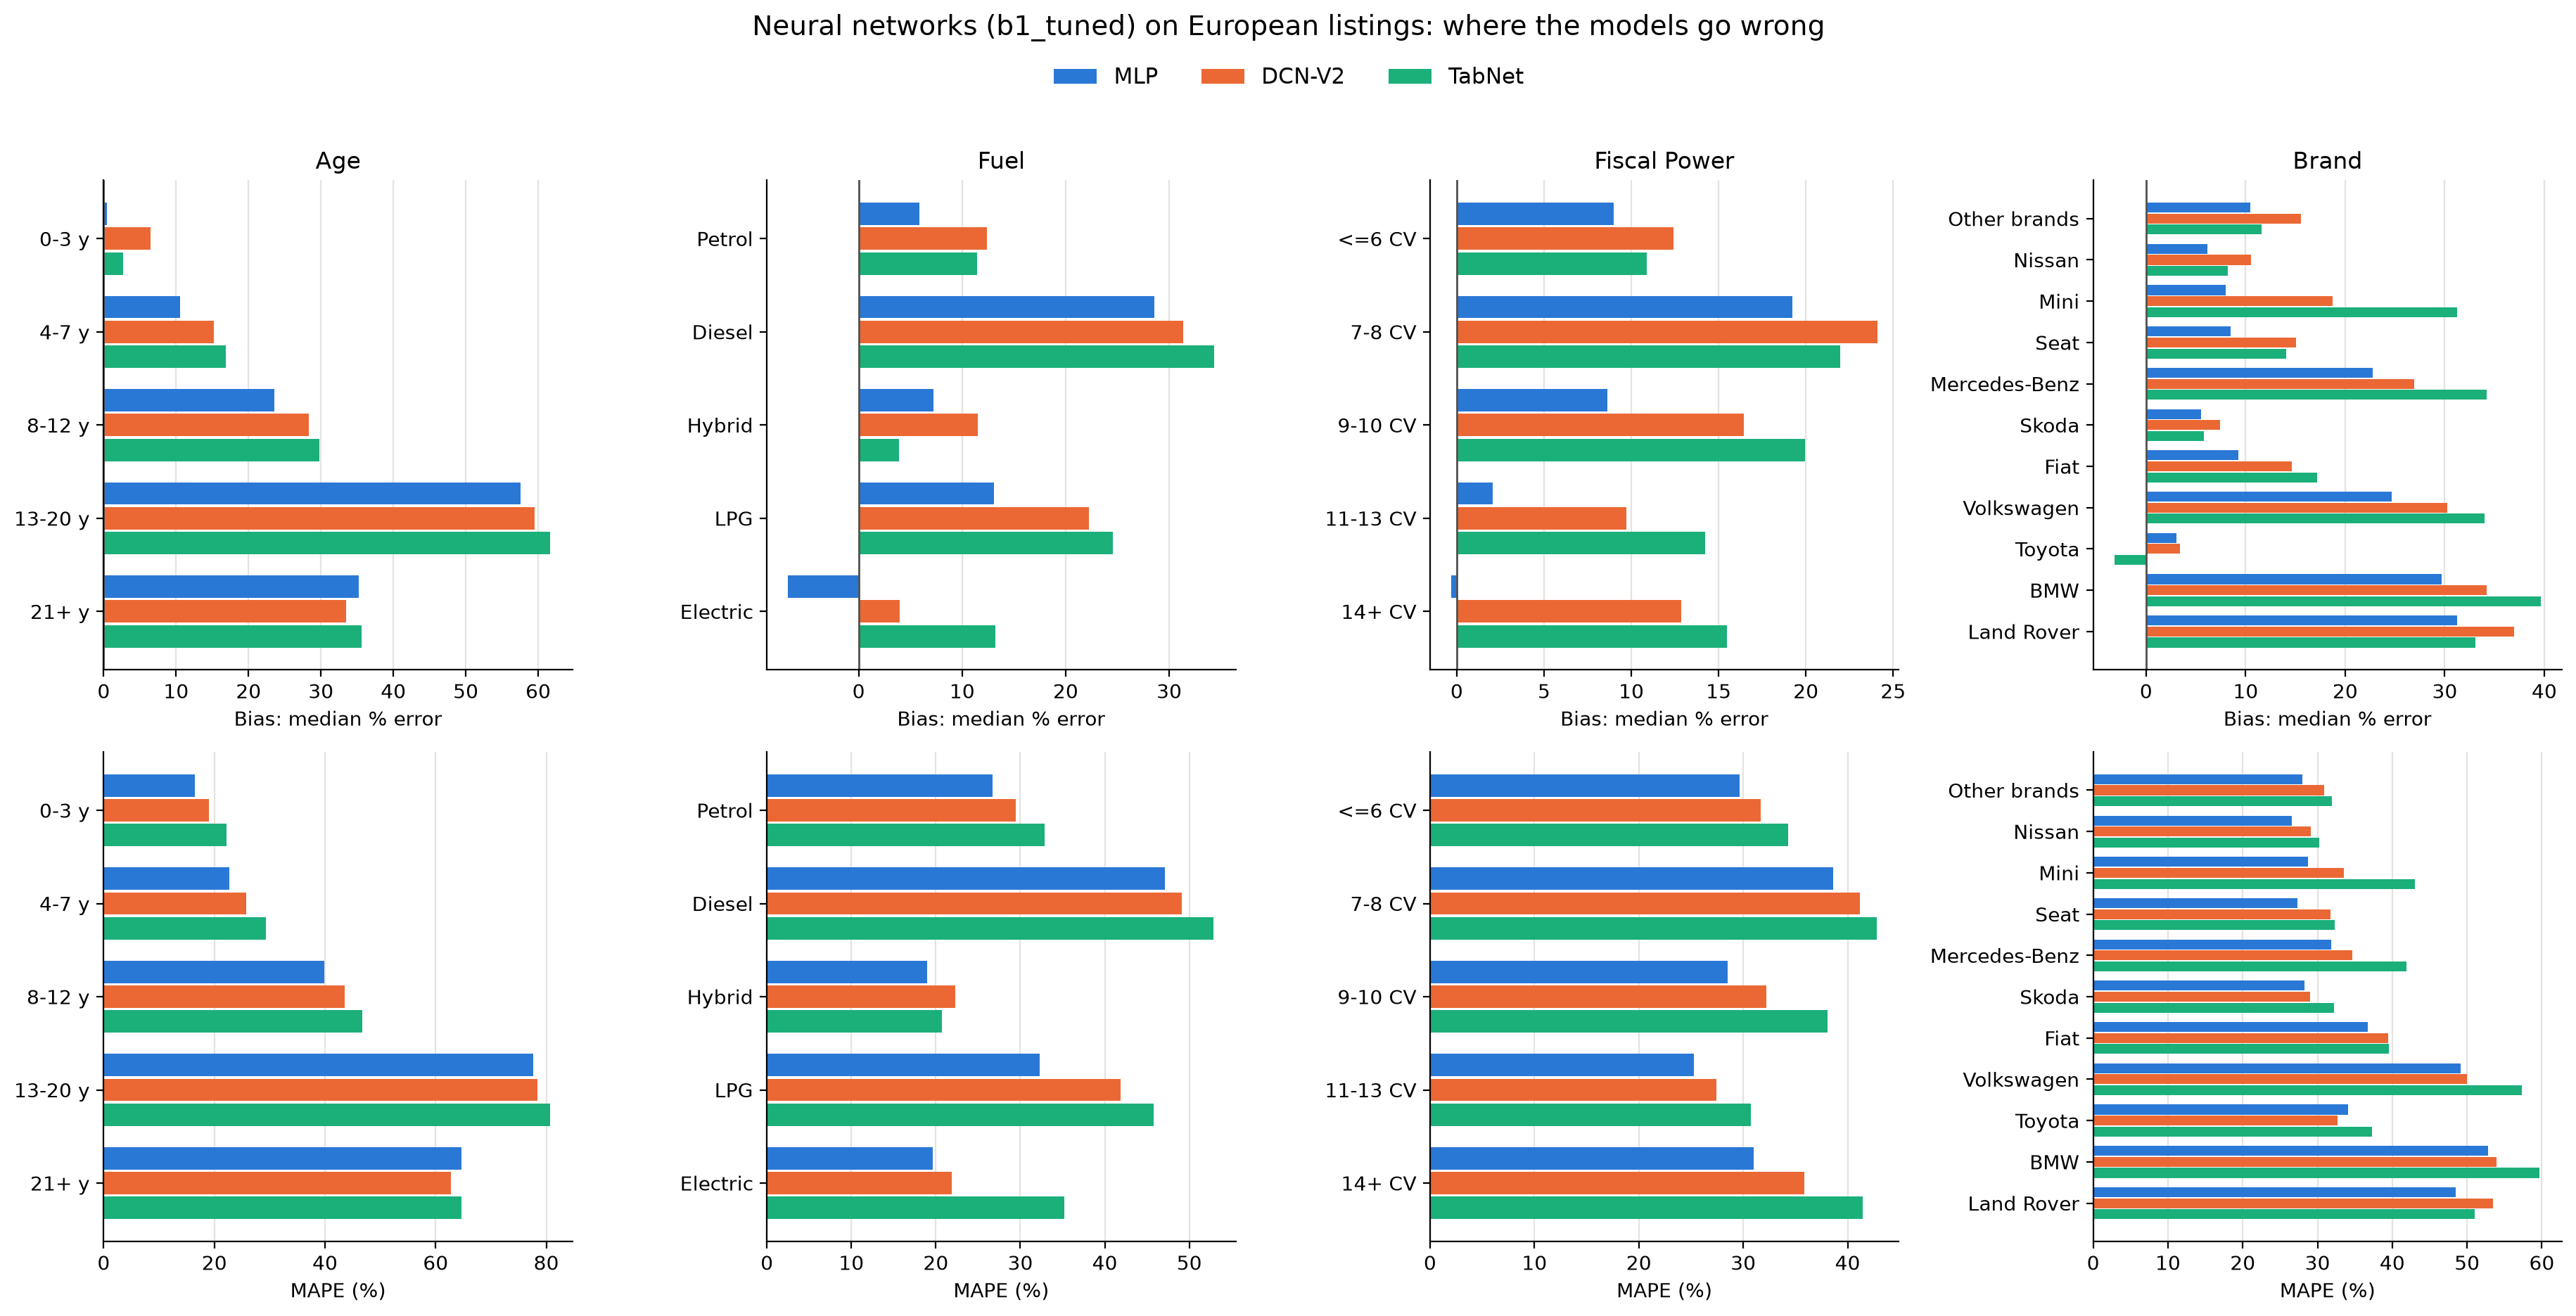 Neural networks (b1_tuned) on European listings: where the models go wrong
MLP DCN-V2 TabNet
Age
0-3 y
4-7 y
8-12 y
13-20 y
21+ y
0 10 20 30 40 50 60
Bias: median % error
Fuel
Petrol
Diesel
Hybrid
LPG
Electric
0 10 20 30
Bias: median % error
Fiscal Power
<=6 CV
7-8 CV
9-10 CV
11-13 CV
14+ CV
0 5 10 15 20 25
Bias: median % error
Brand
Other brands
Nissan
Mini
Seat
Mercedes-Benz
Skoda
Fiat
Volkswagen
Toyota
BMW
Land Rover
0 10 20 30 40
Bias: median % error
0-3 y
4-7 y
8-12 y
13-20 y
21+ y
0 20 40 60 80
MAPE (%)
Petrol
Diesel
Hybrid
LPG
Electric
0 10 20 30 40 50
MAPE (%)
<=6 CV
7-8 CV
9-10 CV
11-13 CV
14+ CV
0 10 20 30 40
MAPE (%)
Other brands
Nissan
Mini
Seat
Mercedes-Benz
Skoda
Fiat
Volkswagen
Toyota
BMW
Land Rover
0 10 20 30 40 50 60
MAPE (%)